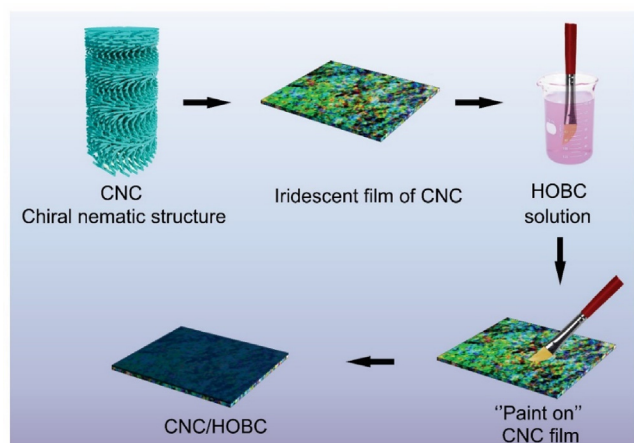 CNC
Chiral nematic structure
Iridescent film of CNC
HOBC
solution
‘‘Paint on’’
CNC film
CNC/HOBC